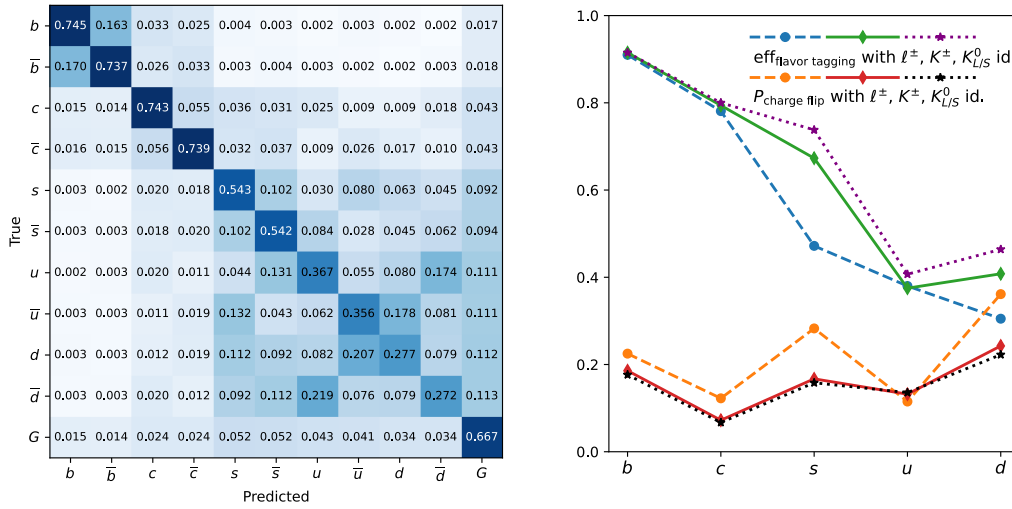 b 0.745 0.163 0.033 0.025 0.004 0.003 0.002 0.003 0.002 0.002 0.017
b̅ 0.170 0.737 0.026 0.033 0.003 0.004 0.003 0.002 0.002 0.003 0.018
c 0.015 0.014 0.743 0.055 0.036 0.031 0.025 0.009 0.009 0.018 0.043
c̅ 0.016 0.015 0.056 0.739 0.032 0.037 0.009 0.026 0.017 0.010 0.043
s 0.003 0.002 0.020 0.018 0.543 0.102 0.030 0.080 0.063 0.045 0.092
s̅ 0.003 0.003 0.018 0.020 0.102 0.542 0.084 0.028 0.045 0.062 0.094
u 0.002 0.003 0.020 0.011 0.044 0.131 0.367 0.055 0.080 0.174 0.111
u̅ 0.003 0.003 0.011 0.019 0.132 0.043 0.062 0.356 0.178 0.081 0.111
d 0.003 0.003 0.012 0.019 0.112 0.092 0.082 0.207 0.277 0.079 0.112
d̅ 0.003 0.003 0.020 0.012 0.092 0.112 0.219 0.076 0.079 0.272 0.113
G 0.015 0.014 0.024 0.024 0.052 0.052 0.043 0.041 0.034 0.034 0.667
b b̅ c c̅ s s̅ u u̅ d d̅ G
True
Predicted
1.0
0.8
0.6
0.4
0.2
0.0
b c s u d
eff_flavor tagging with ℓ±, K±, K⁰_L/S id.
P_charge flip with ℓ±, K±, K⁰_L/S id.